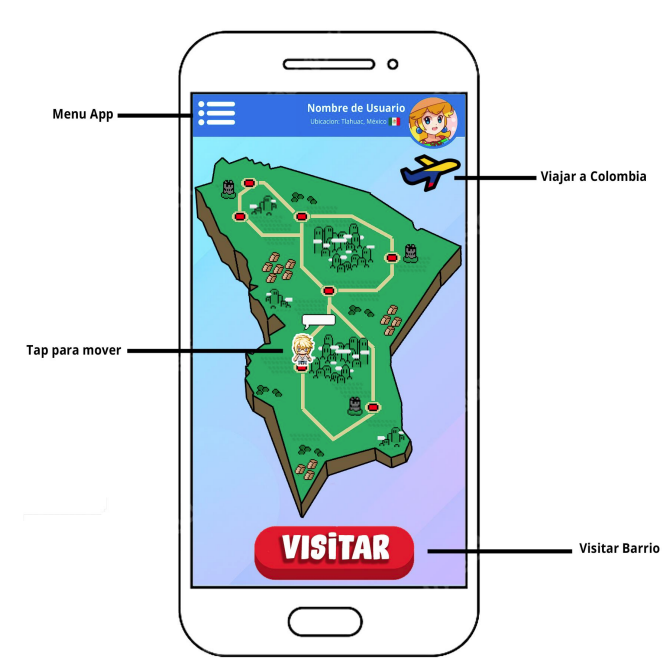 Menu App
Nombre de Usuario
Ubicacion: Tlahuac, México
Viajar a Colombia
Tap para mover
VISITAR
Visitar Barrio